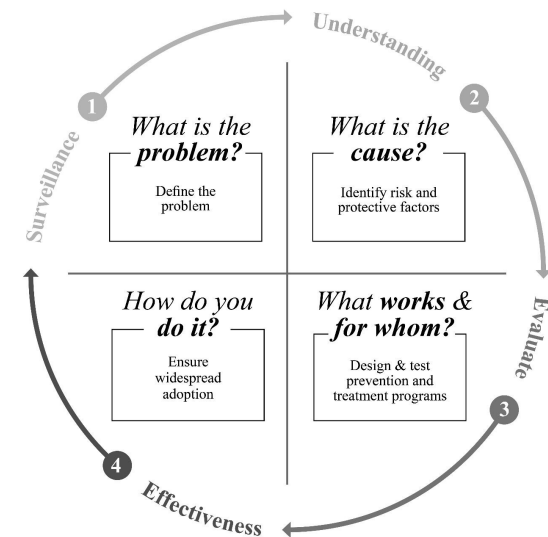 Surveillance
1
What is the
problem?
Define the
problem
Understanding
2
What is the
cause?
Identify risk and
protective factors
Evaluate
3
What works &
for whom?
Design & test
prevention and
treatment programs
Effectiveness
4
How do you
do it?
Ensure
widespread
adoption